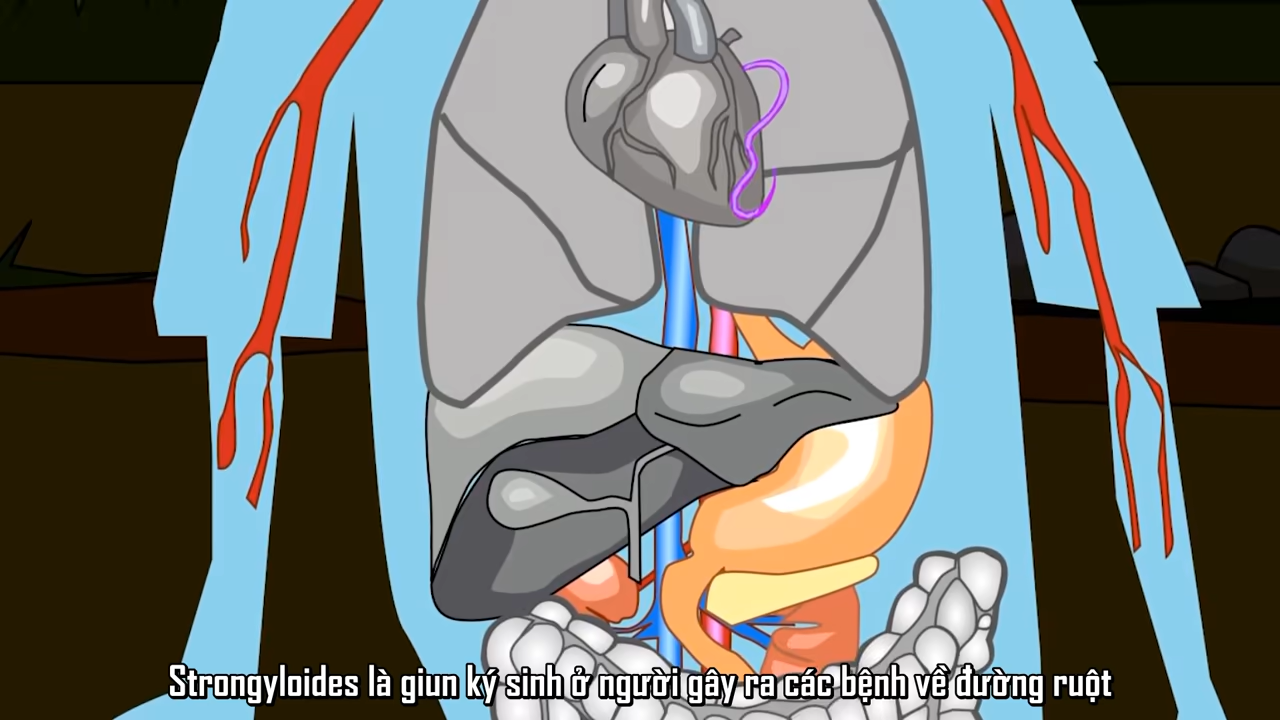 Strongyloides là giun ký sinh ở người gây ra các bệnh về đường ruột